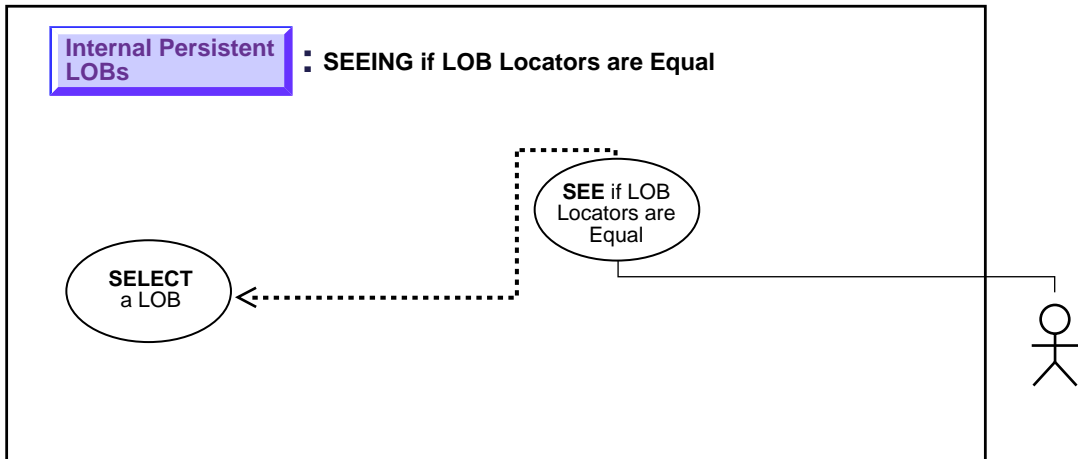 Internal Persistent
LOBs
: SEEING if LOB Locators are Equal
SEE if LOB
Locators are
Equal
SELECT
a LOB